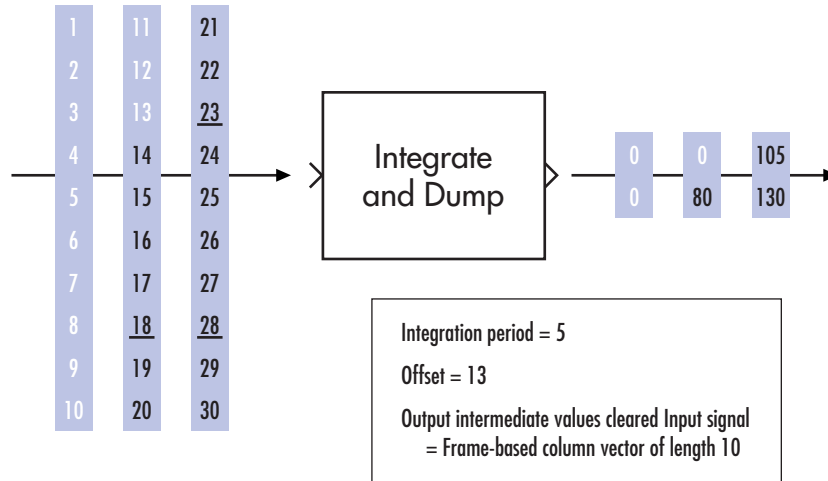 1 11 21
2 12 22
3 13 23
4 14 24
5 15 25
6 16 26
7 17 27
8 18 28
9 19 29
10 20 30
Integrate
and Dump
0 0 105
0 80 130
Integration period = 5
Offset = 13
Output intermediate values cleared Input signal
= Frame-based column vector of length 10